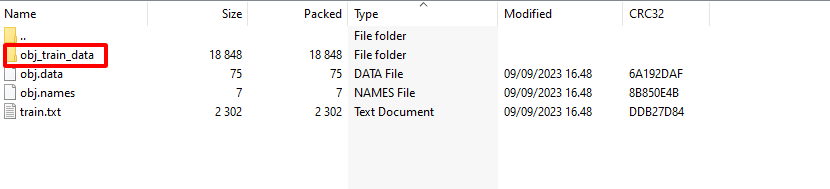 Name Size Packed Type Modified CRC32
.. File folder
obj_train_data 18 848 18 848 File folder
obj.data 75 75 DATA File 09/09/2023 16.48 6A192DAF
obj.names 7 7 NAMES File 09/09/2023 16.48 8B850E4B
train.txt 2 302 2 302 Text Document 09/09/2023 16.48 DDB27D84